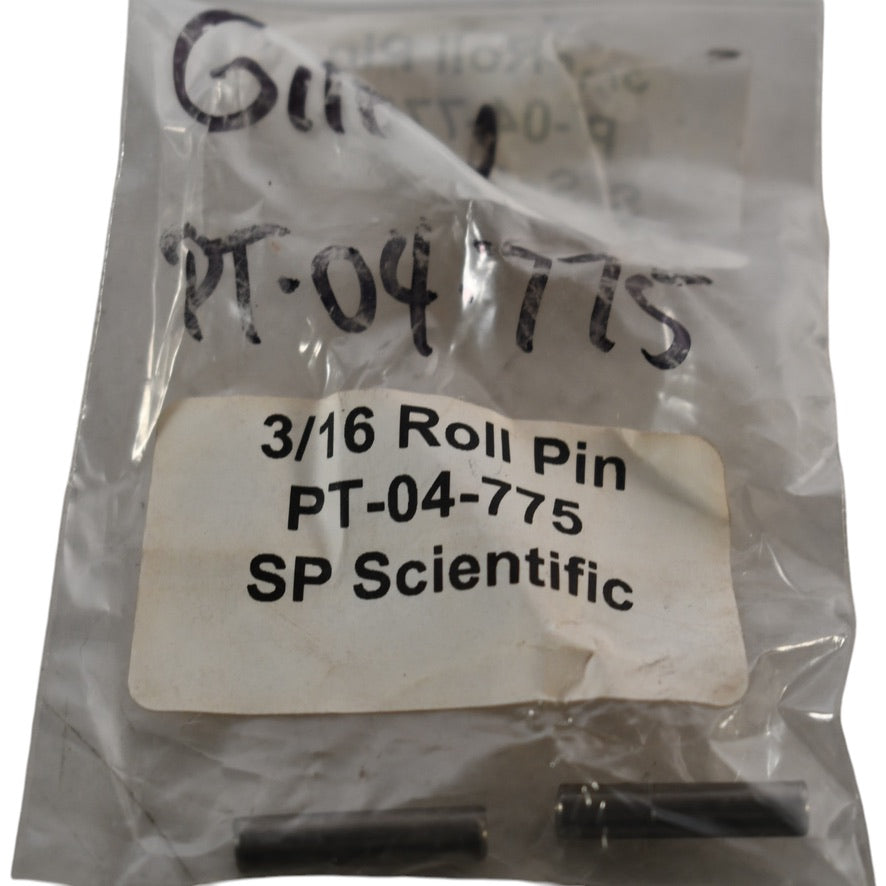 PT-04-775
3/16 Roll Pin
PT-04-775
SP Scientific